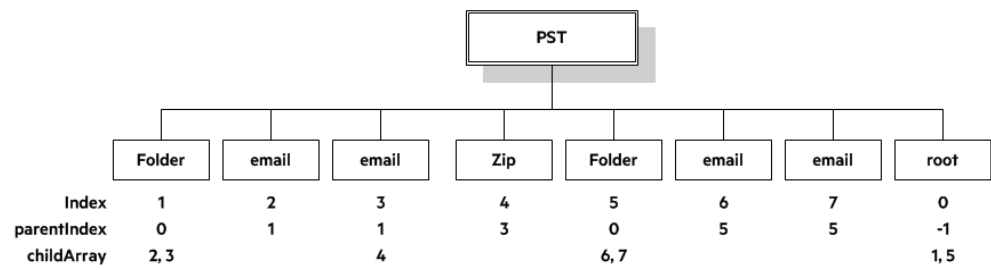 PST
Folder email email Zip Folder email email root
Index 1 2 3 4 5 6 7 0
parentIndex 0 1 1 3 0 5 5 -1
childArray 2, 3 4 6, 7 1, 5